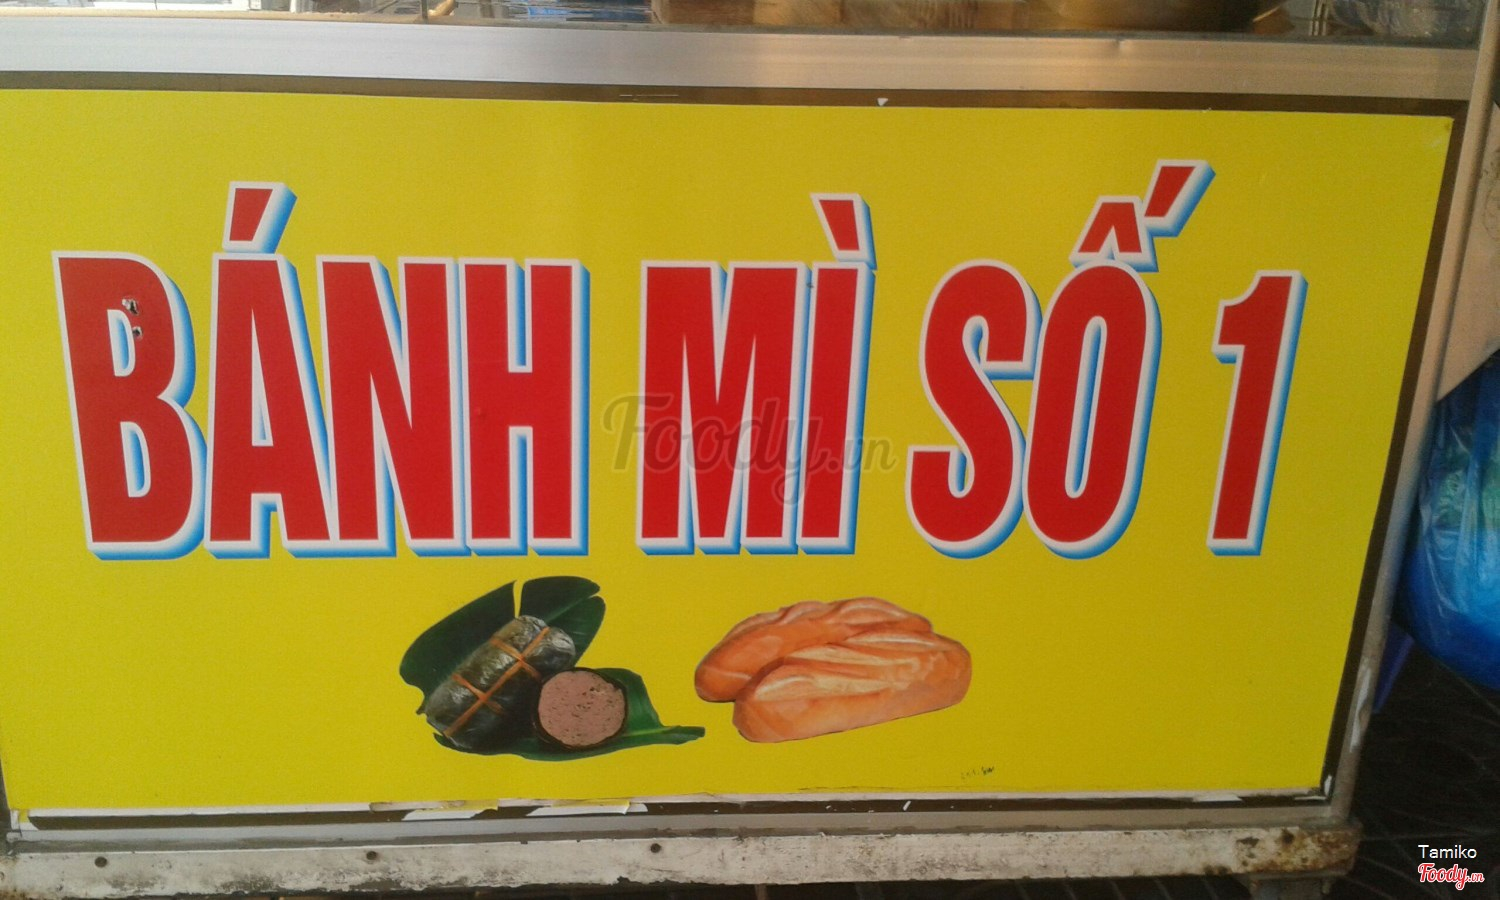 BÁNH MÌ SỐ 1
Foody.vn
Tamiko
Foody.vn